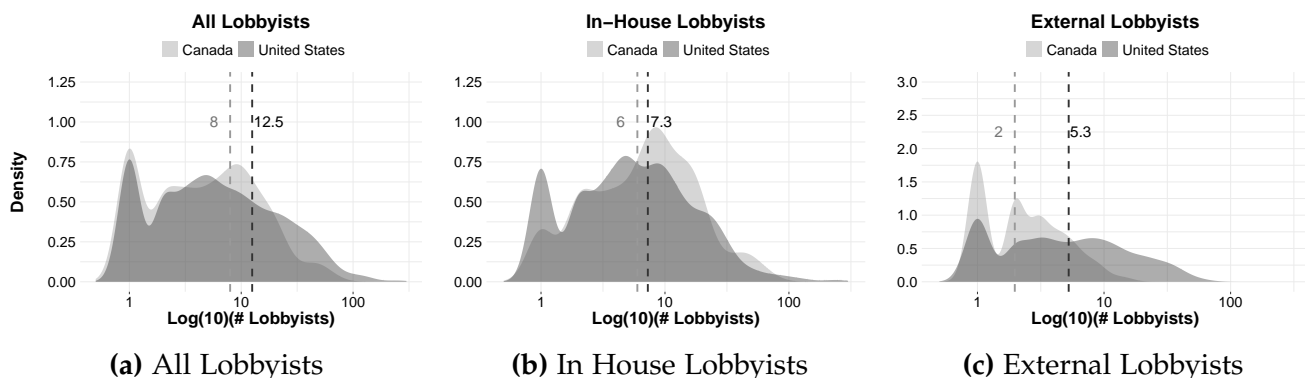 All Lobbyists
Canada United States
1.25
1.00
0.75
0.50
0.25
0.00
Density
8
12.5
1 10 100
Log(10)(# Lobbyists)
(a) All Lobbyists
In−House Lobbyists
Canada United States
1.25
1.00
0.75
0.50
0.25
0.00
6
7.3
1 10 100
Log(10)(# Lobbyists)
(b) In House Lobbyists
External Lobbyists
Canada United States
3.0
2.5
2.0
1.5
1.0
0.5
0.0
2
5.3
1 10 100
Log(10)(# Lobbyists)
(c) External Lobbyists